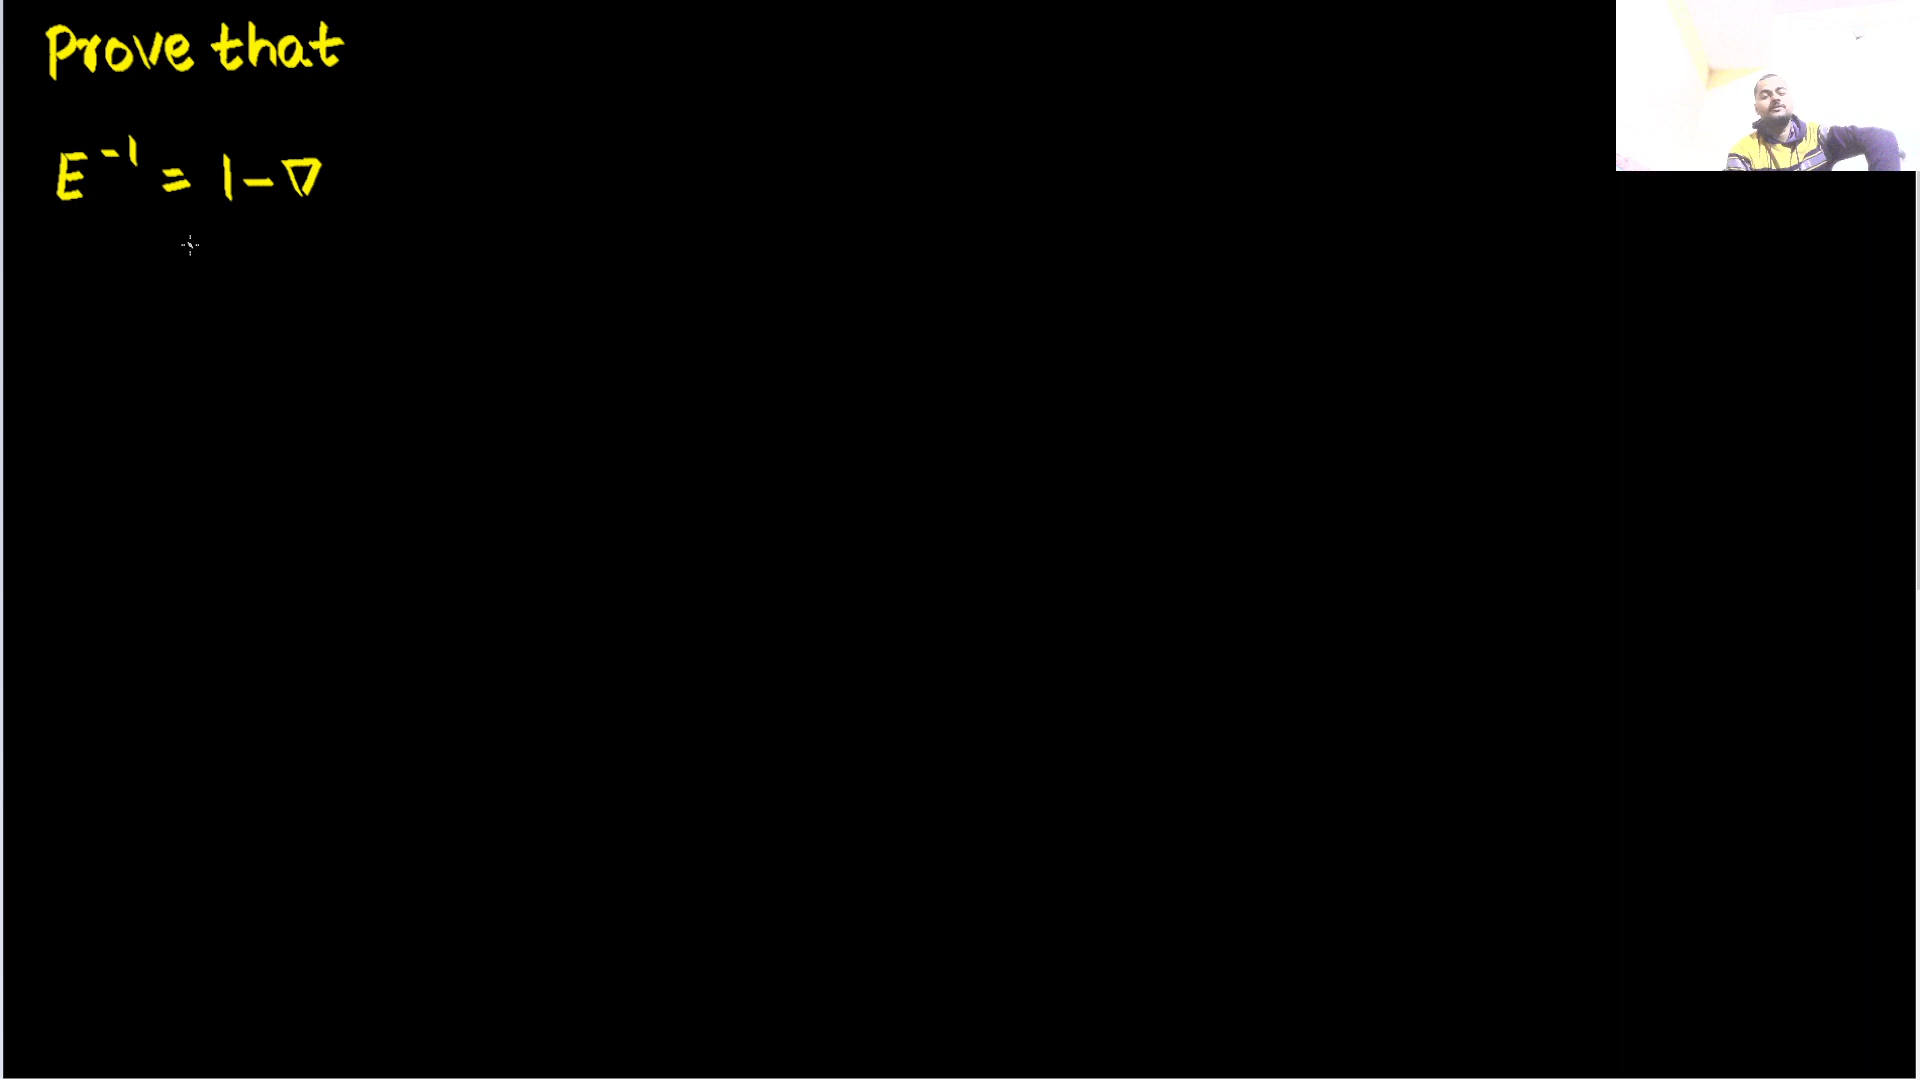 Prove that
E⁻¹ = 1 - ∇